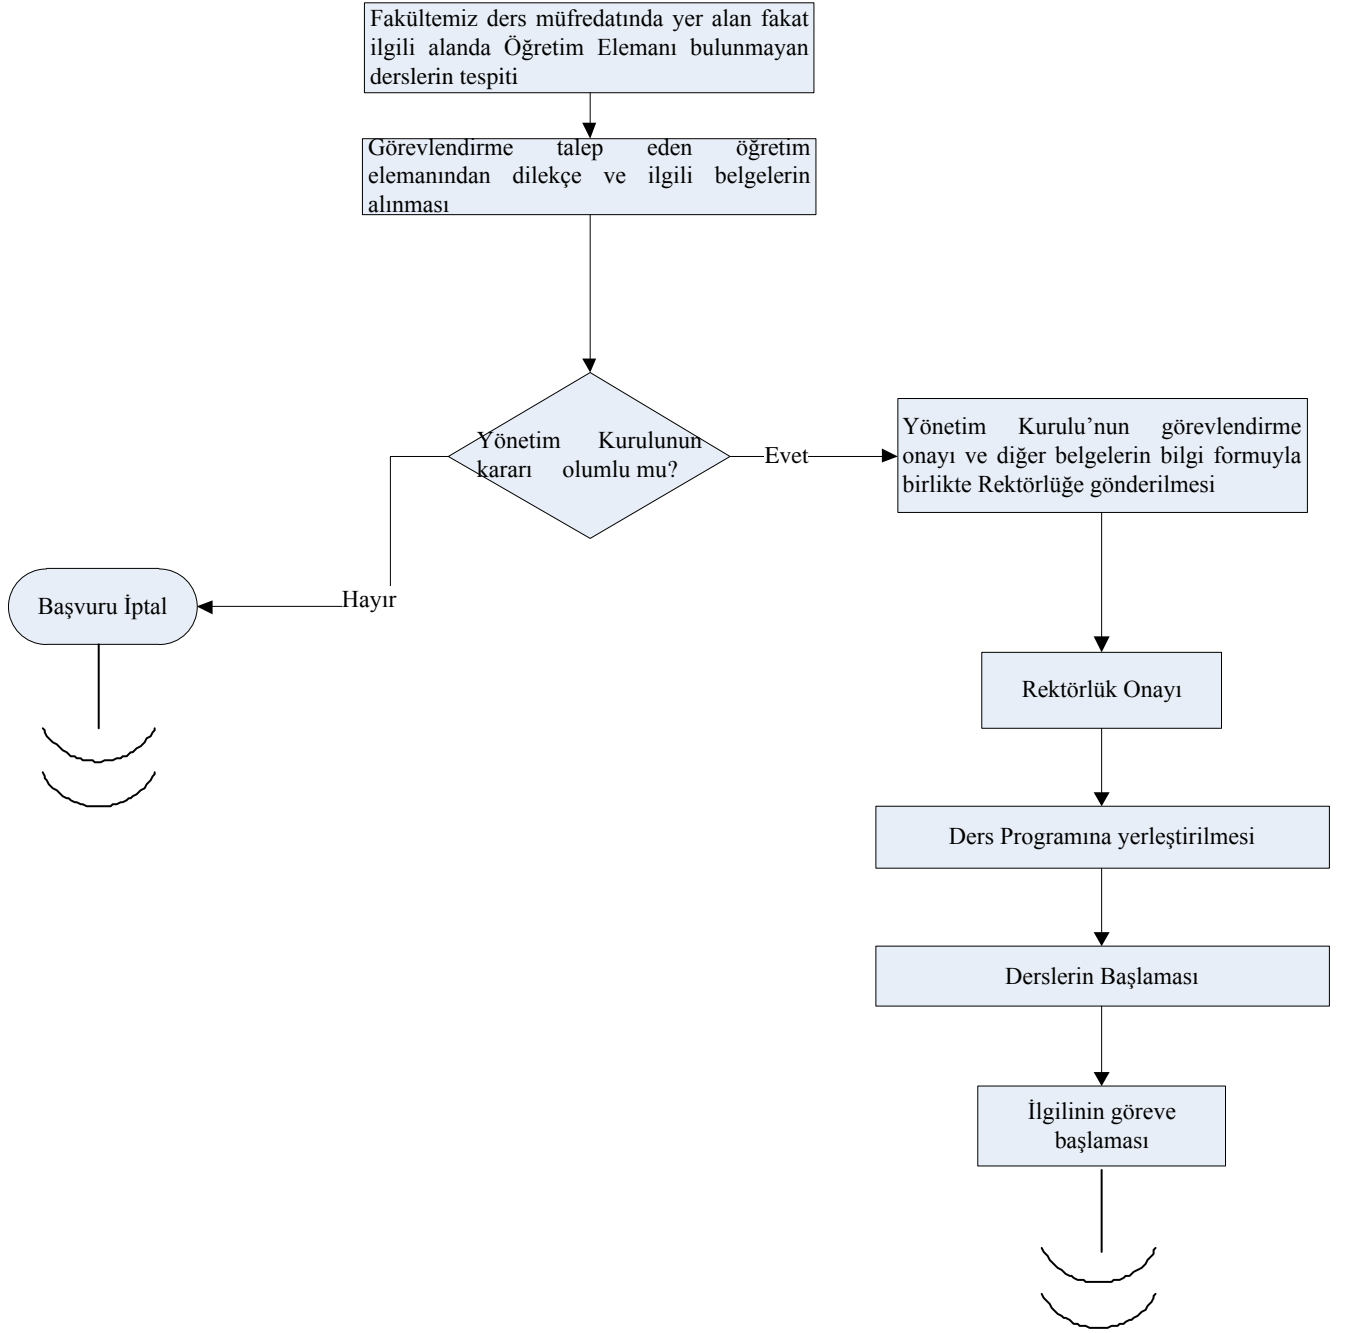 Fakültemiz ders müfredatında yer alan fakat
ilgili alanda Öğretim Elemanı bulunmayan
derslerin tespiti
Görevlendirme talep eden öğretim
elemanından dilekçe ve ilgili belgelerin
alınması
Yönetim Kurulunun
kararı olumlu mu?
Evet
Yönetim Kurulu’nun görevlendirme
onayı ve diğer belgelerin bilgi formuyla
birlikte Rektörlüğe gönderilmesi
Hayır
Başvuru İptal
Rektörlük Onayı
Ders Programına yerleştirilmesi
Derslerin Başlaması
İlgilinin göreve
başlaması